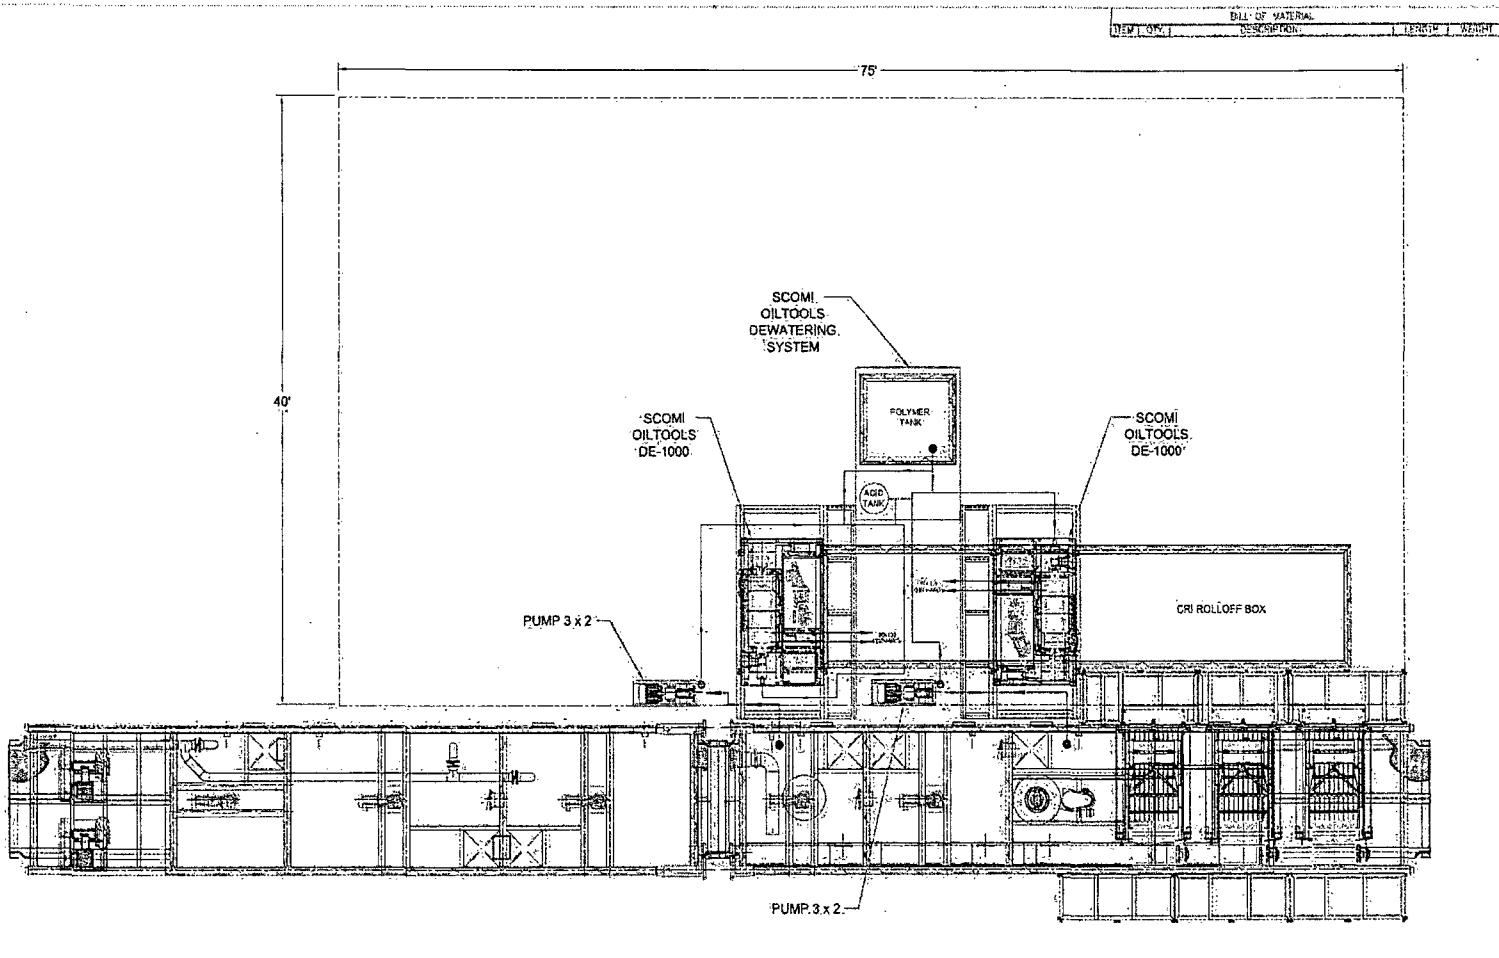 BILL OF MATERIAL
ITEM QTY. DESCRIPTION LENGTH WEIGHT
75'
40'
SCOMI
OILTOOLS
DEWATERING
SYSTEM
SCOMI
OILTOOLS
DE-1000
POLYMER
TANK
SCOMI
OILTOOLS
DE-1000
ACID
TANK
PUMP 3 x 2
CRI ROLLOFF BOX
PUMP 3 x 2